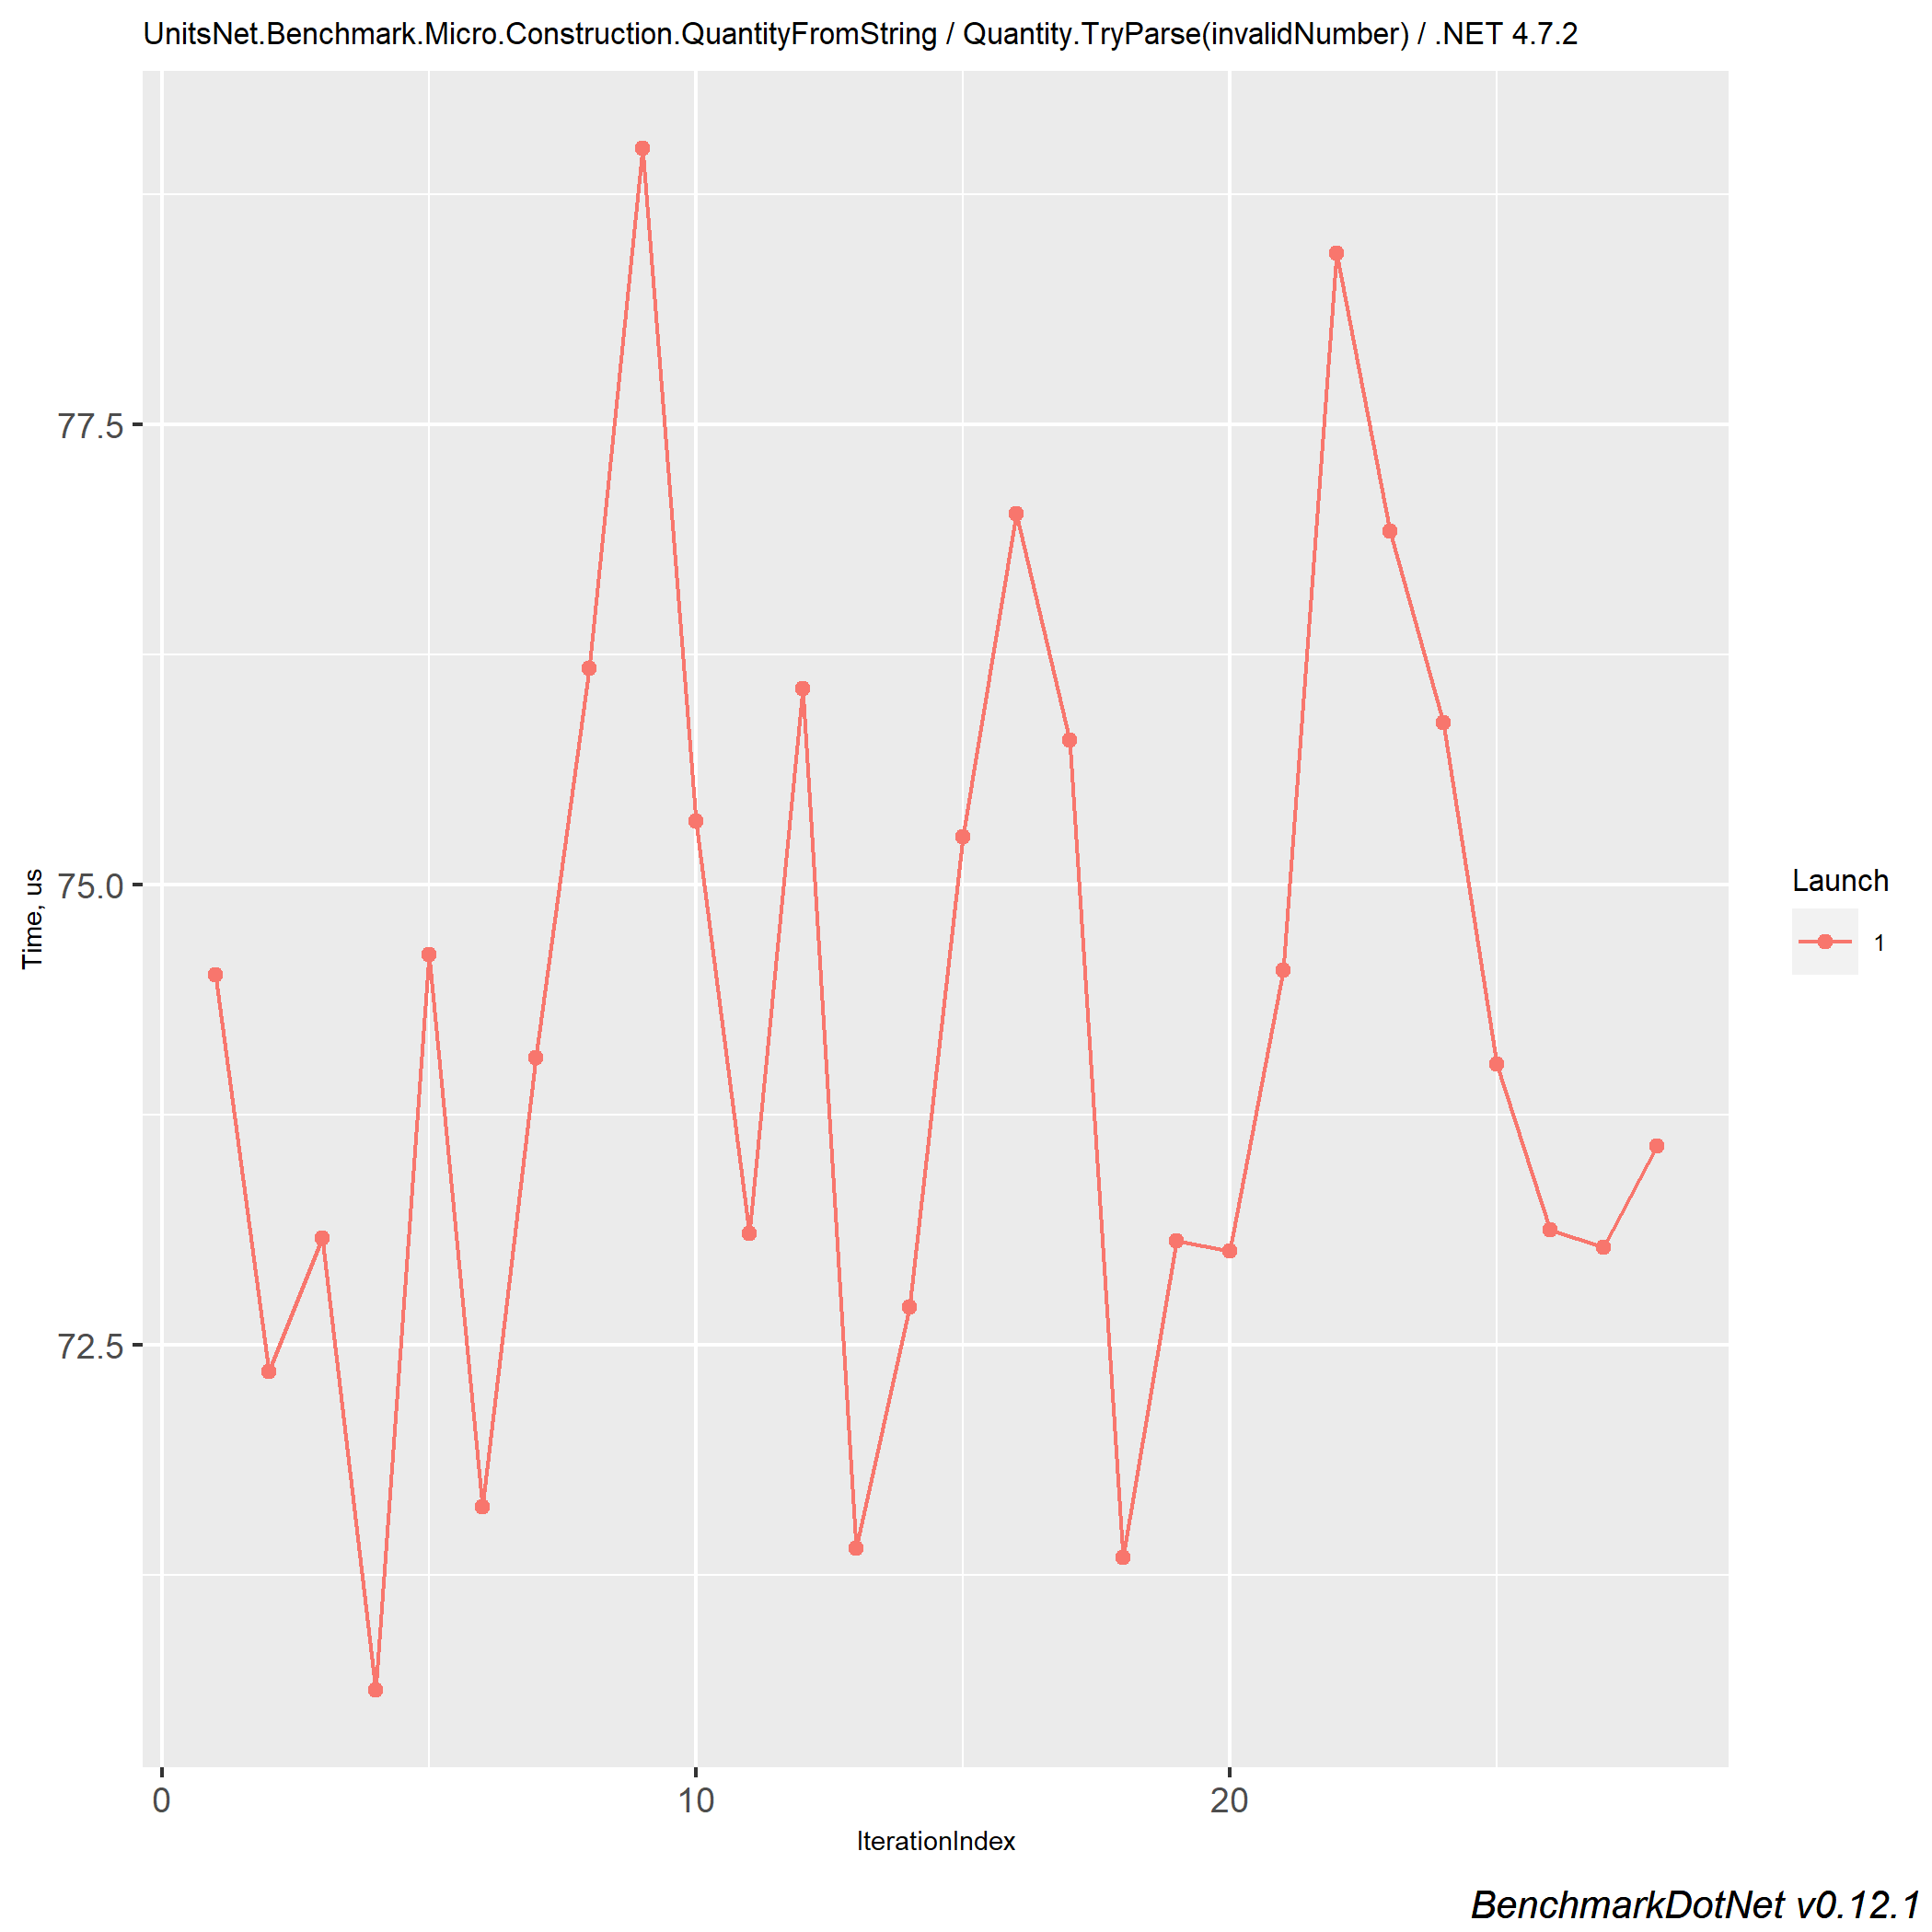 UnitsNet.Benchmark.Micro.Construction.QuantityFromString / Quantity.TryParse(invalidNumber) / .NET 4.7.2
77.5
75.0
72.5
Time, us
0 10 20
IterationIndex
Launch
1
BenchmarkDotNet v0.12.1